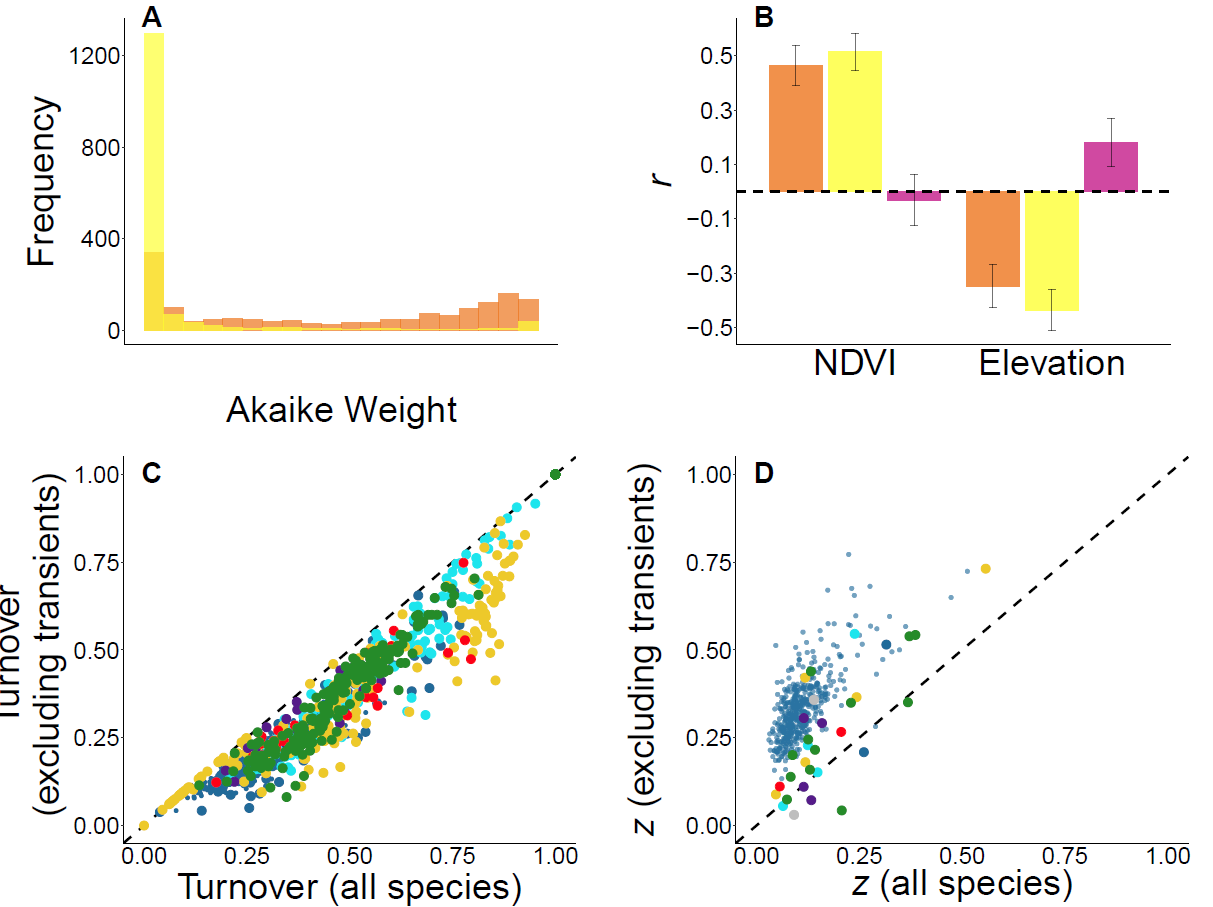 A
1200
800
400
0
Frequency
Akaike Weight
B
0.5
0.3
0.1
−0.1
−0.3
−0.5
r
NDVI Elevation
C
1.00
0.75
0.50
0.25
0.00
Turnover
(excluding transients)
0.00 0.25 0.50 0.75 1.00
Turnover (all species)
D
1.00
0.75
0.50
0.25
0.00
z (excluding transients)
0.00 0.25 0.50 0.75 1.00
z (all species)